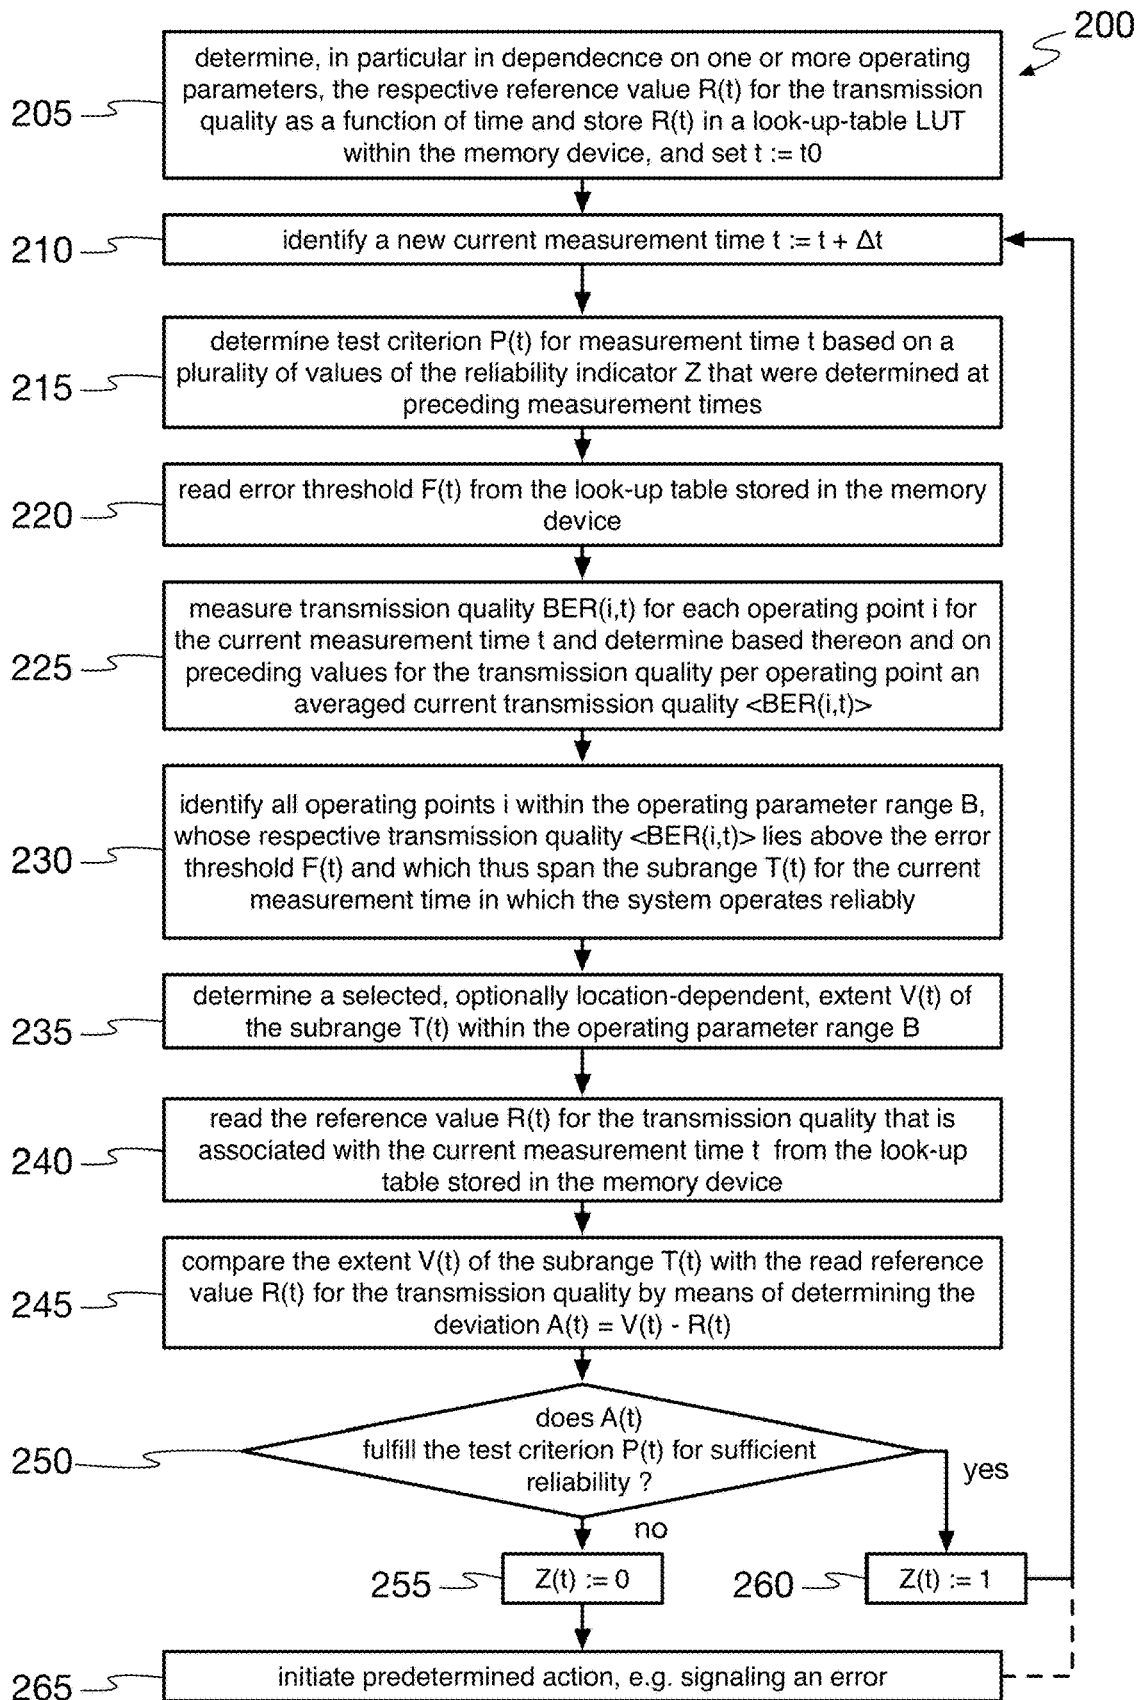 200
determine, in particular in dependecnce on one or more operating
parameters, the respective reference value R(t) for the transmission
quality as a function of time and store R(t) in a look-up-table LUT
within the memory device, and set t := t0
205
identify a new current measurement time t := t + Δt
210
determine test criterion P(t) for measurement time t based on a
plurality of values of the reliability indicator Z that were determined at
preceding measurement times
215
read error threshold F(t) from the look-up table stored in the memory
device
220
measure transmission quality BER(i,t) for each operating point i for
the current measurement time t and determine based thereon and on
preceding values for the transmission quality per operating point an
averaged current transmission quality <BER(i,t)>
225
identify all operating points i within the operating parameter range B,
whose respective transmission quality <BER(i,t)> lies above the error
threshold F(t) and which thus span the subrange T(t) for the current
measurement time in which the system operates reliably
230
determine a selected, optionally location-dependent, extent V(t) of
the subrange T(t) within the operating parameter range B
235
read the reference value R(t) for the transmission quality that is
associated with the current measurement time t from the look-up
table stored in the memory device
240
compare the extent V(t) of the subrange T(t) with the read reference
value R(t) for the transmission quality by means of determining the
deviation A(t) = V(t) - R(t)
245
does A(t)
fulfill the test criterion P(t) for sufficient
reliability ?
250
yes
no
255
Z(t) := 0
260
Z(t) := 1
265
initiate predetermined action, e.g. signaling an error